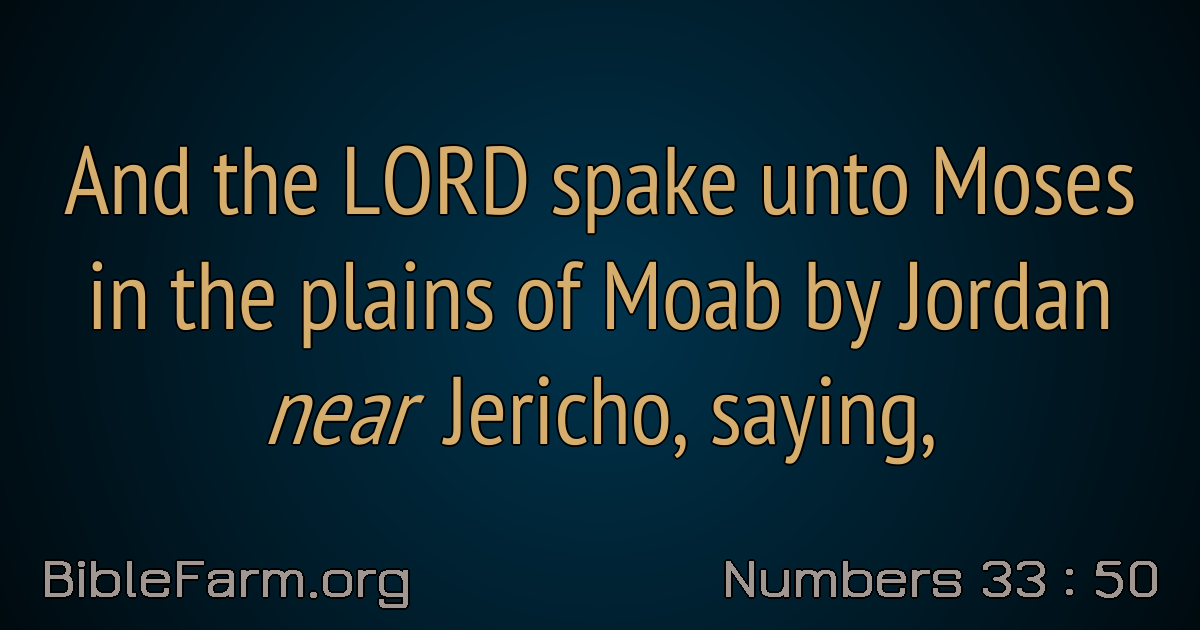 And the LORD spake unto Moses
in the plains of Moab by Jordan
near Jericho, saying,
BibleFarm.org
Numbers 33 : 50